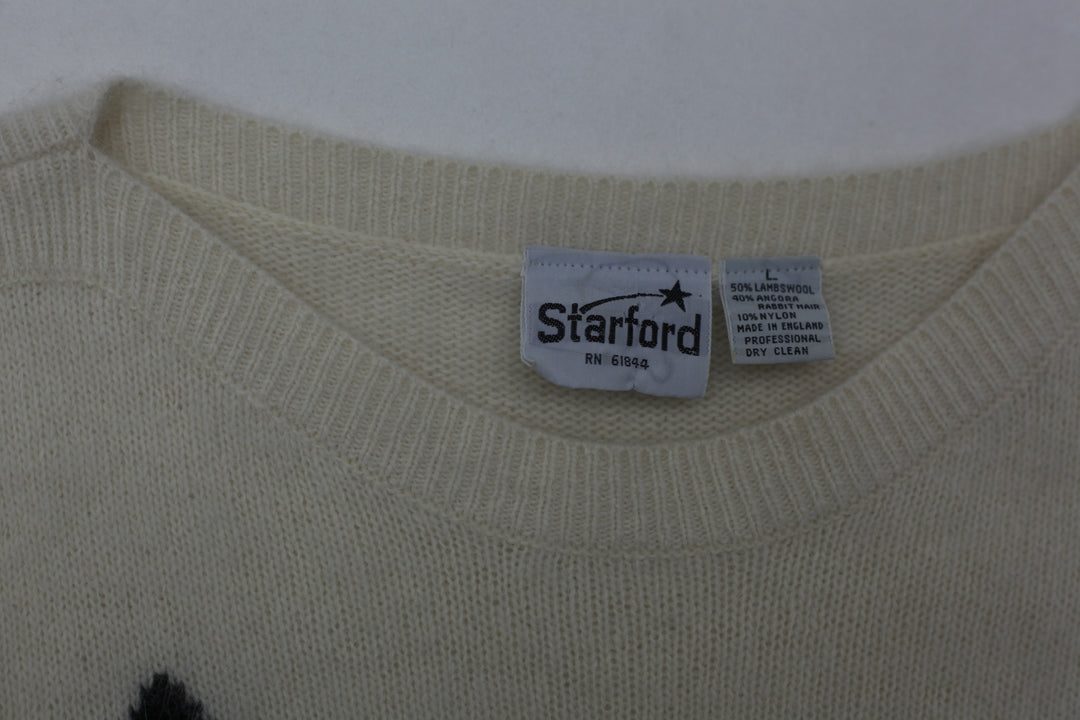 Starford
RN 61844
L
50% LAMBSWOOL
40% ANGORA
RABBIT HAIR
10% NYLON
MADE IN ENGLAND
PROFESSIONAL
DRY CLEAN